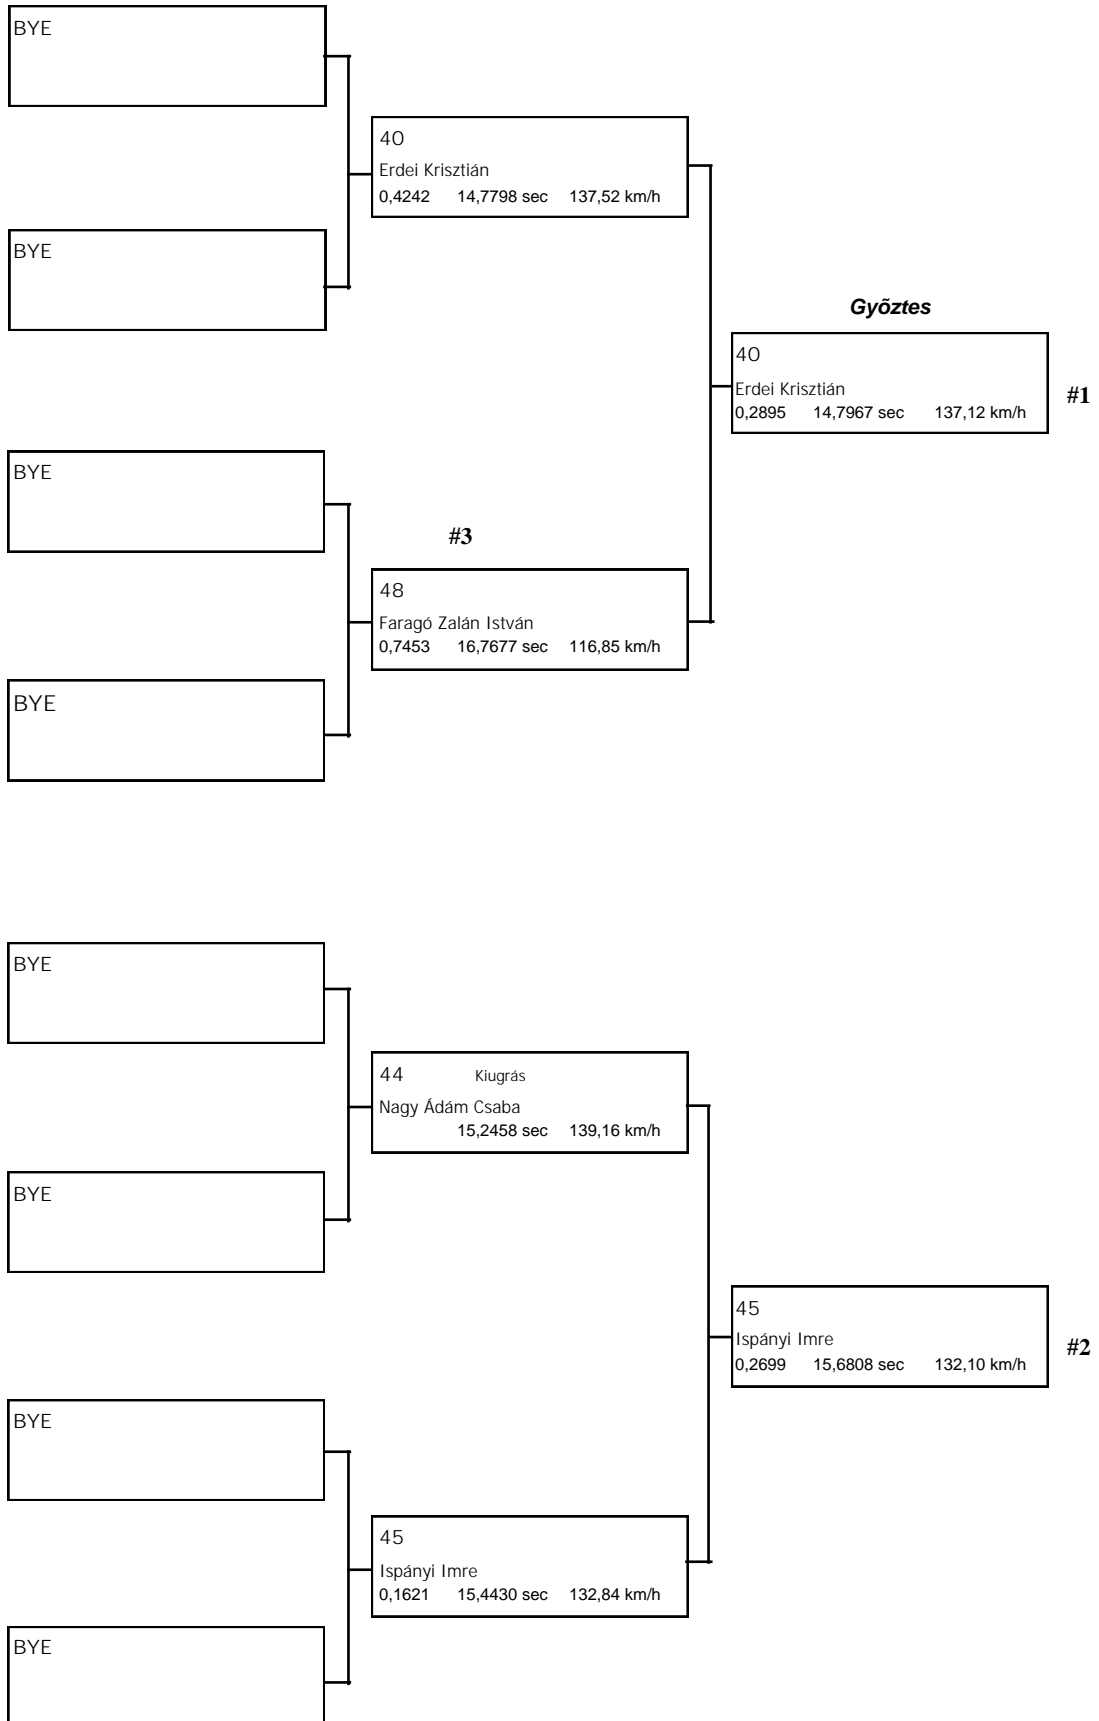 BYE
40
Erdei Krisztián
0,4242 14,7798 sec 137,52 km/h
BYE
Gyõztes
40
Erdei Krisztián
0,2895 14,7967 sec 137,12 km/h
#1
BYE
#3
48
Faragó Zalán István
0,7453 16,7677 sec 116,85 km/h
BYE
BYE
44 Kiugrás
Nagy Ádám Csaba
15,2458 sec 139,16 km/h
BYE
45
Ispányi Imre
0,2699 15,6808 sec 132,10 km/h
#2
BYE
45
Ispányi Imre
0,1621 15,4430 sec 132,84 km/h
BYE